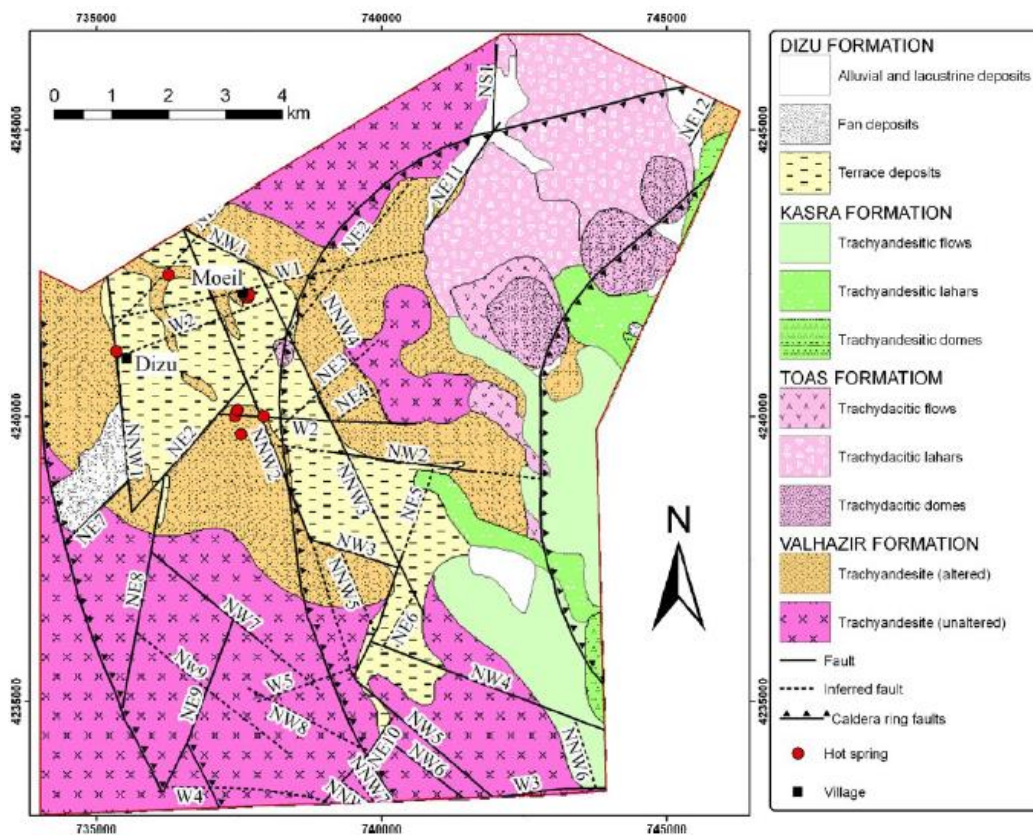 735000
740000
745000
0 1 2 3 4
km
4245000
4240000
4235000
4245000
4240000
4235000
NS1
NE12
NE11
NE2
NW1
W1
Moeil
W2
NNW4
Dizu
NE3
NE4
W2
NE2
NNW2
NW2
NNW1
NNW3
NE5
NE7
NW3
NNW5
NE8
NE6
NW7
NW9
W5
NW4
NE9
NW8
NW5
NE10
NW6
NNW6
NNW7
W4
W3
N
735000
740000
745000
DIZU FORMATION
Alluvial and lacustrine deposits
Fan deposits
Terrace deposits
KASRA FORMATION
Trachyandesitic flows
Trachyandesitic lahars
Trachyandesitic domes
TOAS FORMATIOM
Trachydacitic flows
Trachydacitic lahars
Trachydacitic domes
VALHAZIR FORMATION
Trachyandesite (altered)
Trachyandesite (unaltered)
Fault
Inferred fault
Caldera ring faults
Hot spring
Village